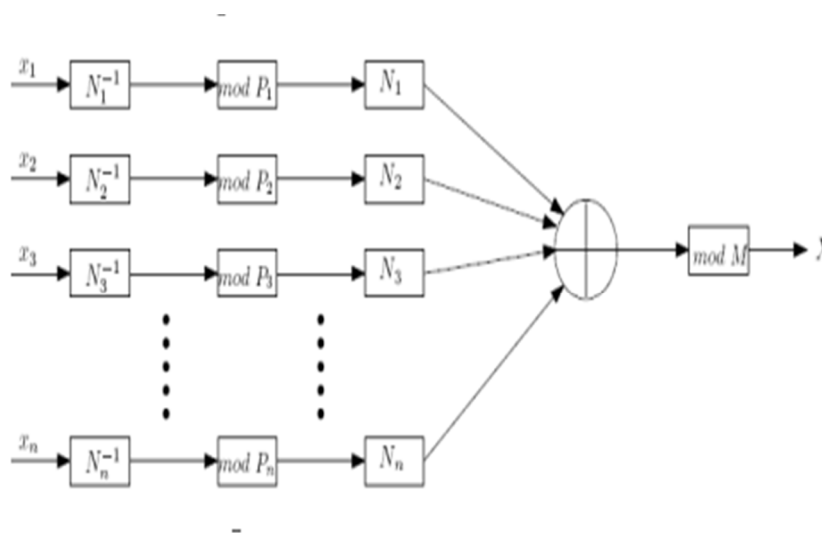 x₁ N₁⁻¹ mod P₁ N₁
x₂ N₂⁻¹ mod P₂ N₂
x₃ N₃⁻¹ mod P₃ N₃
mod M
xₙ Nₙ⁻¹ mod Pₙ Nₙ